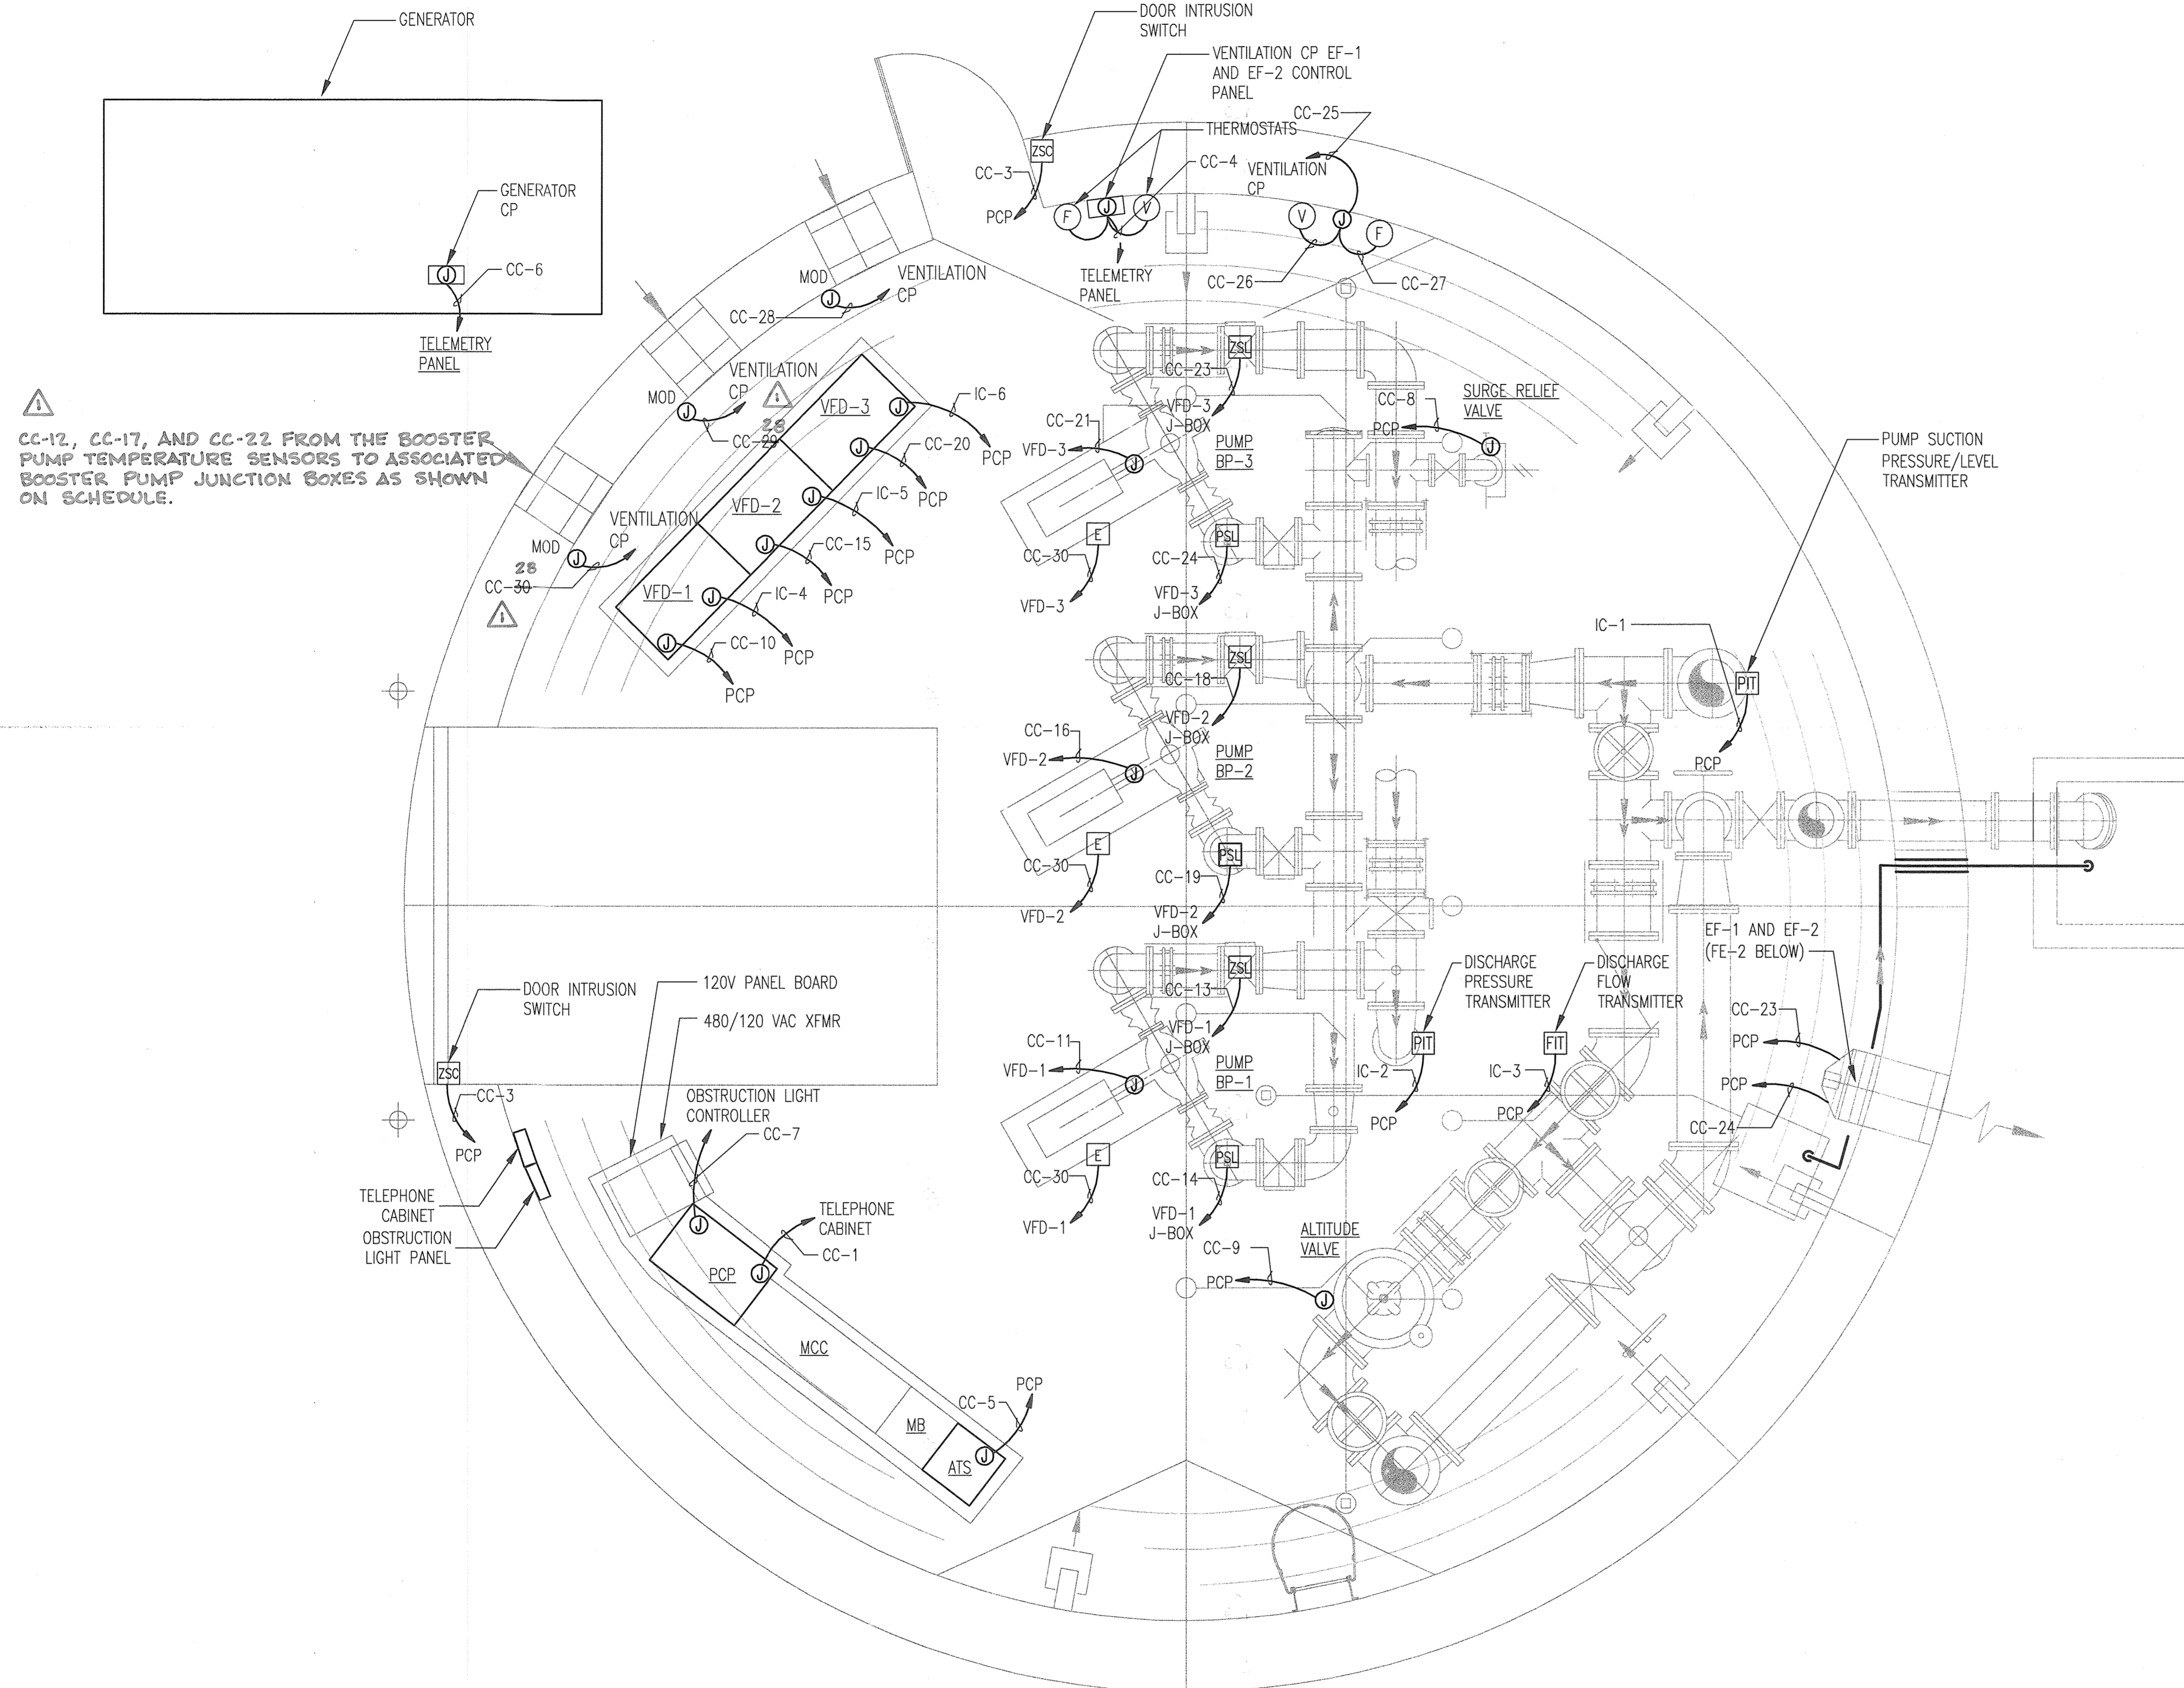 GENERATOR
DOOR INTRUSION
SWITCH
VENTILATION CP EF-1
AND EF-2 CONTROL
PANEL
CC-25
THERMOSTATS
ZSC
CC-3
CC-4
VENTILATION
CP
PCP
F
J
V
V
J
F
GENERATOR
CP
J
CC-6
TELEMETRY
PANEL
TELEMETRY
PANEL
CC-26
CC-27
MOD
VENTILATION
CP
J
CC-28
VENTILATION
CP
1
MOD
J
28
CC-29
1
CC-12, CC-17, AND CC-22 FROM THE BOOSTER
PUMP TEMPERATURE SENSORS TO ASSOCIATED
BOOSTER PUMP JUNCTION BOXES AS SHOWN
ON SCHEDULE.
VENTILATION
CP
MOD
J
28
CC-30
1
VFD-3
J
IC-6
PCP
J
CC-20
PCP
VFD-2
J
IC-5
PCP
J
CC-15
PCP
VFD-1
J
IC-4
PCP
J
CC-10
PCP
ZSL
CC-23
VFD-3
J-BOX
CC-21
VFD-3
J
PUMP
BP-3
E
CC-30
VFD-3
PSL
CC-24
VFD-3
J-BOX
SURGE RELIEF
VALVE
CC-8
PCP
J
PUMP SUCTION
PRESSURE/LEVEL
TRANSMITTER
IC-1
PIT
PCP
ZSL
CC-18
VFD-2
J-BOX
CC-16
VFD-2
J
PUMP
BP-2
E
CC-30
VFD-2
PSL
CC-19
VFD-2
J-BOX
EF-1 AND EF-2
(FE-2 BELOW)
ZSL
CC-13
VFD-1
J-BOX
CC-11
VFD-1
J
PUMP
BP-1
E
CC-30
VFD-1
PSL
CC-14
VFD-1
J-BOX
DISCHARGE
PRESSURE
TRANSMITTER
PIT
IC-2
PCP
DISCHARGE
FLOW
TRANSMITTER
FIT
IC-3
PCP
CC-23
PCP
PCP
CC-24
DOOR INTRUSION
SWITCH
120V PANEL BOARD
480/120 VAC XFMR
ZSC
CC-3
PCP
OBSTRUCTION LIGHT
CONTROLLER
CC-7
TELEPHONE
CABINET
OBSTRUCTION
LIGHT PANEL
J
TELEPHONE
CABINET
CC-1
PCP
J
MCC
MB
ATS
J
CC-5
PCP
ALTITUDE
VALVE
CC-9
PCP
J